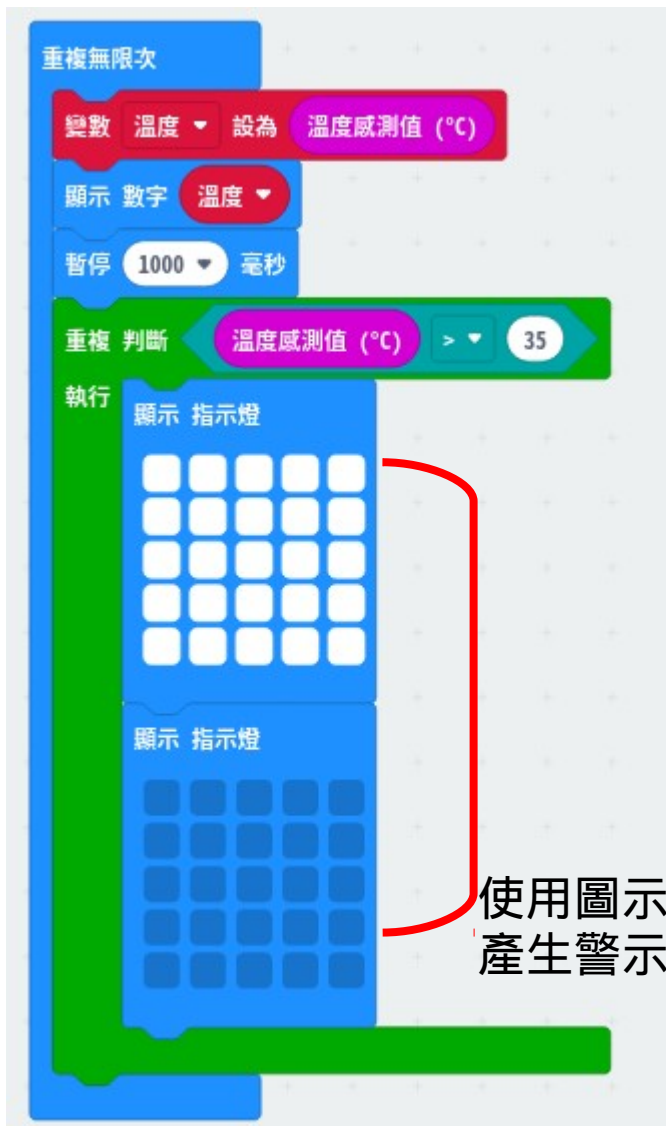 重複無限次
變數 溫度 設為 溫度感測值 (°C)
顯示 數字 溫度
暫停 1000 毫秒
重複 判斷 溫度感測值 (°C) > 35
執行
顯示 指示燈
顯示 指示燈
使用圖示
產生警示